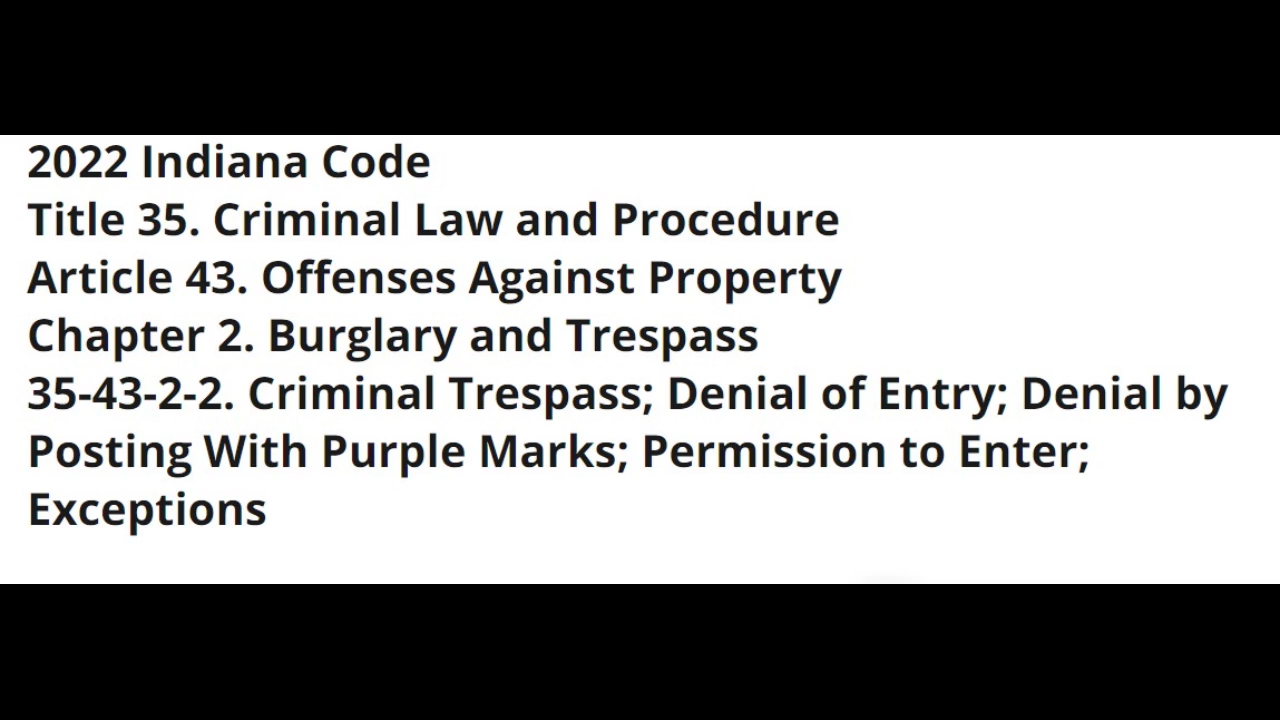 2022 Indiana Code
Title 35. Criminal Law and Procedure
Article 43. Offenses Against Property
Chapter 2. Burglary and Trespass
35-43-2-2. Criminal Trespass; Denial of Entry; Denial by
Posting With Purple Marks; Permission to Enter;
Exceptions